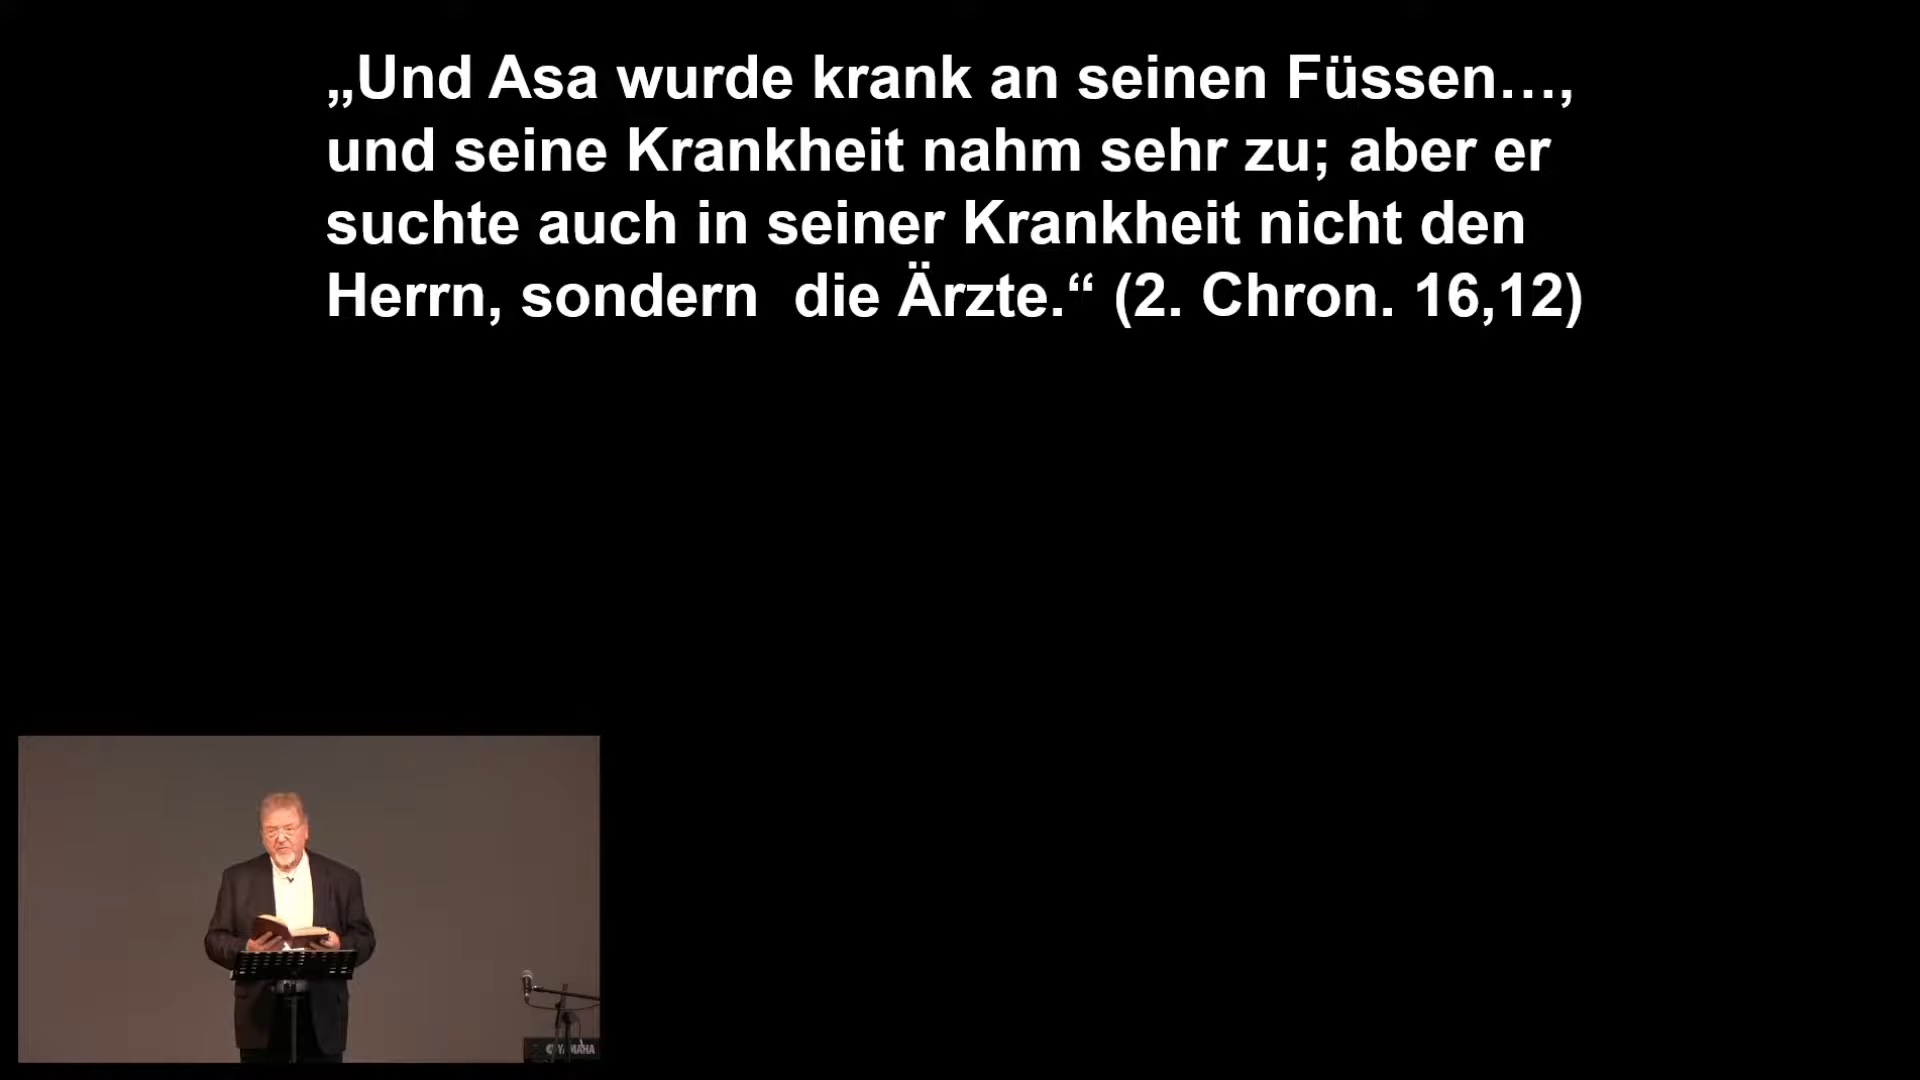 „Und Asa wurde krank an seinen Füssen…,
und seine Krankheit nahm sehr zu; aber er
suchte auch in seiner Krankheit nicht den
Herrn, sondern  die Ärzte.“ (2. Chron. 16,12)
YAMAHA